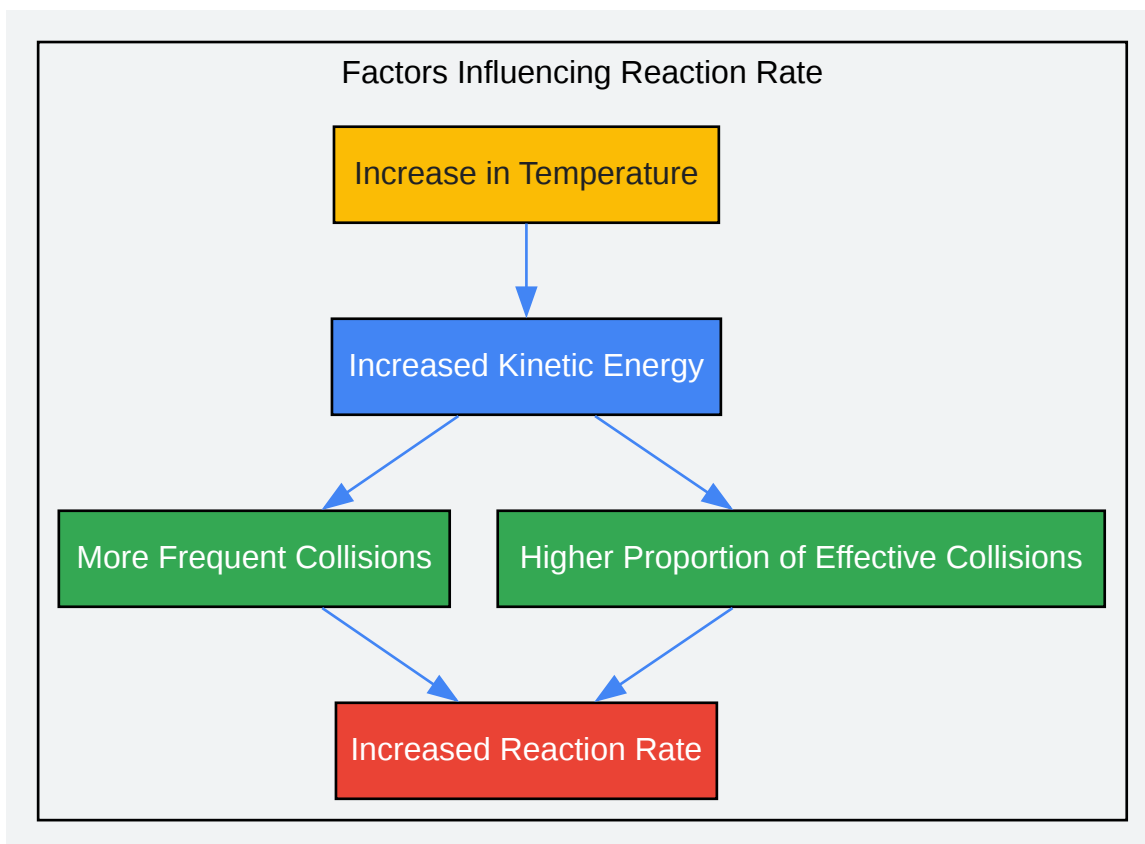 Factors Influencing Reaction Rate
Increase in Temperature
Increased Kinetic Energy
More Frequent Collisions
Higher Proportion of Effective Collisions
Increased Reaction Rate